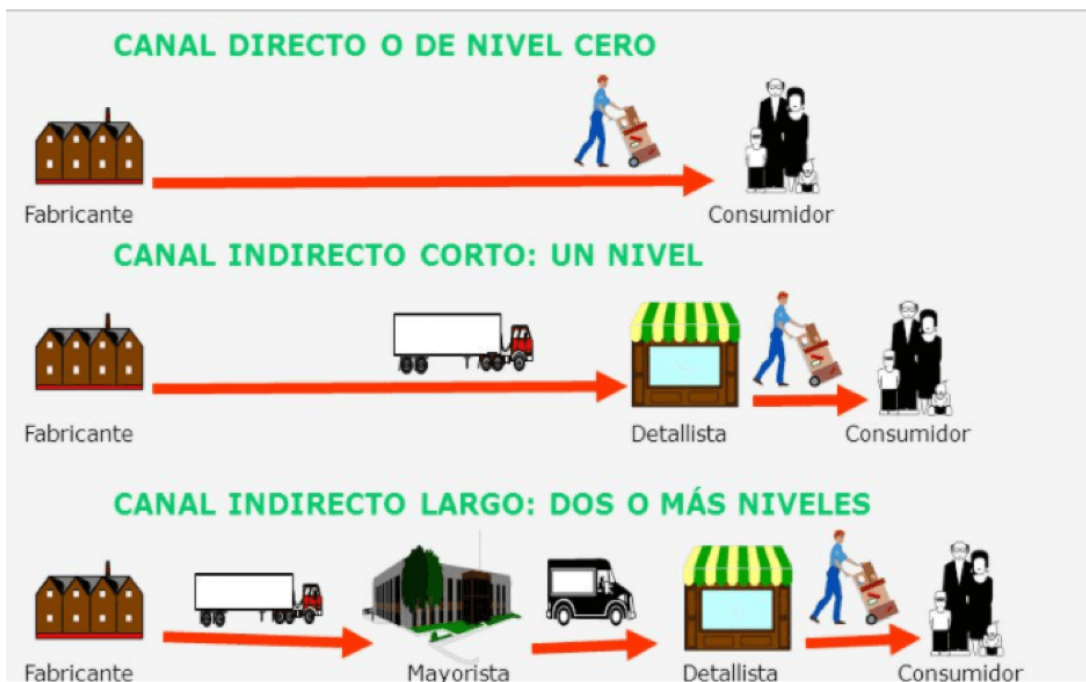 CANAL DIRECTO O DE NIVEL CERO
Fabricante
Consumidor
CANAL INDIRECTO CORTO: UN NIVEL
Fabricante
Detallista
Consumidor
CANAL INDIRECTO LARGO: DOS O MÁS NIVELES
Fabricante
Mayorista
Detallista
Consumidor